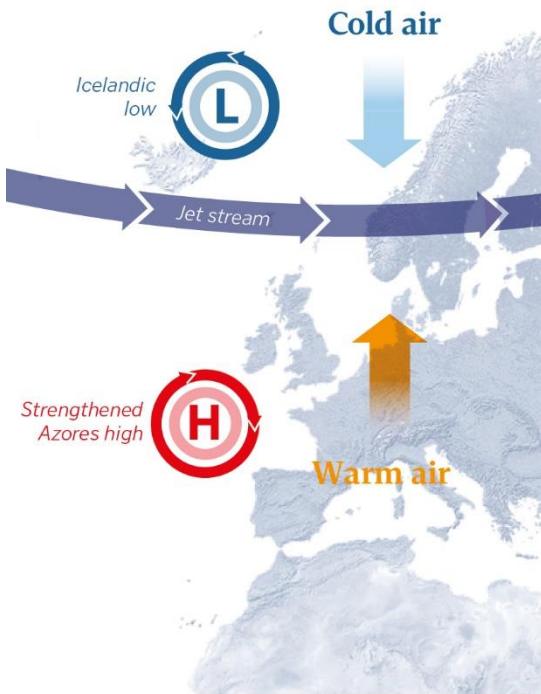 Cold air
Icelandic
low
L
Jet stream
Strengthened
Azores high
H
Warm air